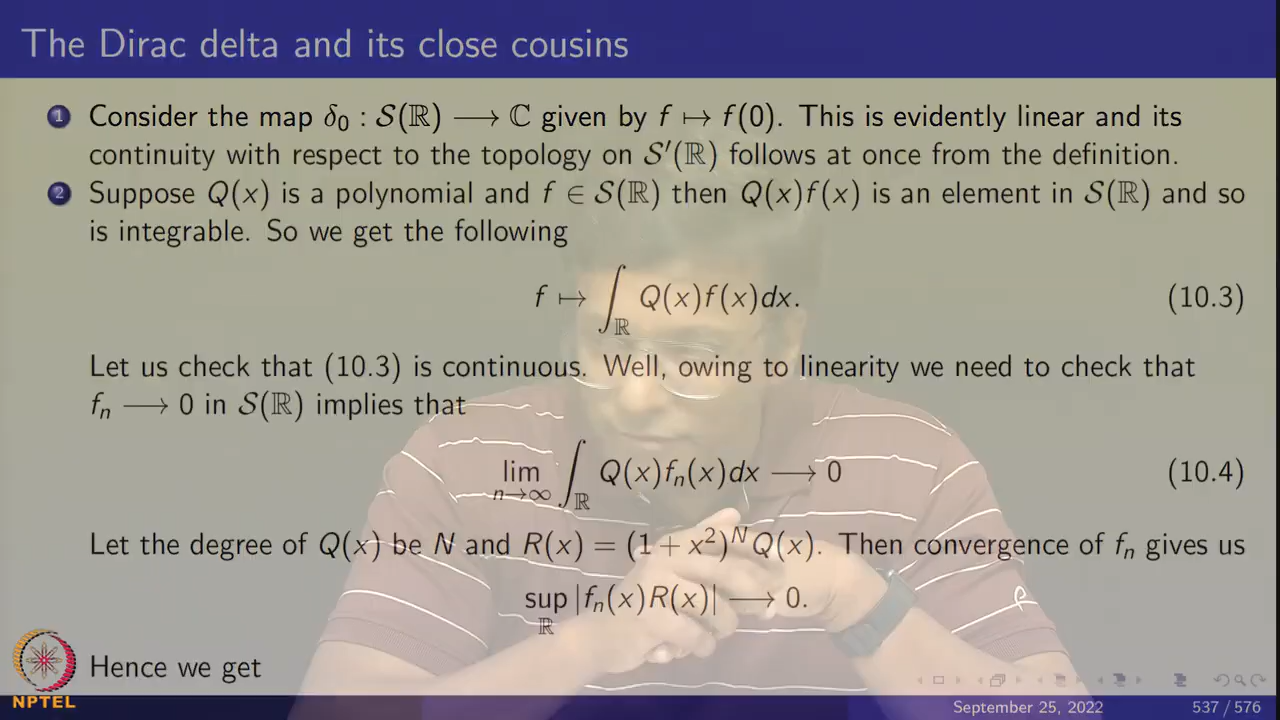 The Dirac delta and its close cousins
1 Consider the map δ₀ : 𝒮(ℝ) ⟶ ℂ given by f ↦ f(0). This is evidently linear and its
continuity with respect to the topology on 𝒮′(ℝ) follows at once from the definition.
2 Suppose Q(x) is a polynomial and f ∈ 𝒮(ℝ) then Q(x)f(x) is an element in 𝒮(ℝ) and so
is integrable. So we get the following
f ↦ ∫_ℝ Q(x)f(x)dx. (10.3)
Let us check that (10.3) is continuous. Well, owing to linearity we need to check that
fₙ ⟶ 0 in 𝒮(ℝ) implies that
lim_{n→∞} ∫_ℝ Q(x)fₙ(x)dx ⟶ 0 (10.4)
Let the degree of Q(x) be N and R(x) = (1 + x²)^N Q(x). Then convergence of fₙ gives us
sup_ℝ |fₙ(x)R(x)| ⟶ 0.
Hence we get
NPTEL
September 25, 2022 537 / 576